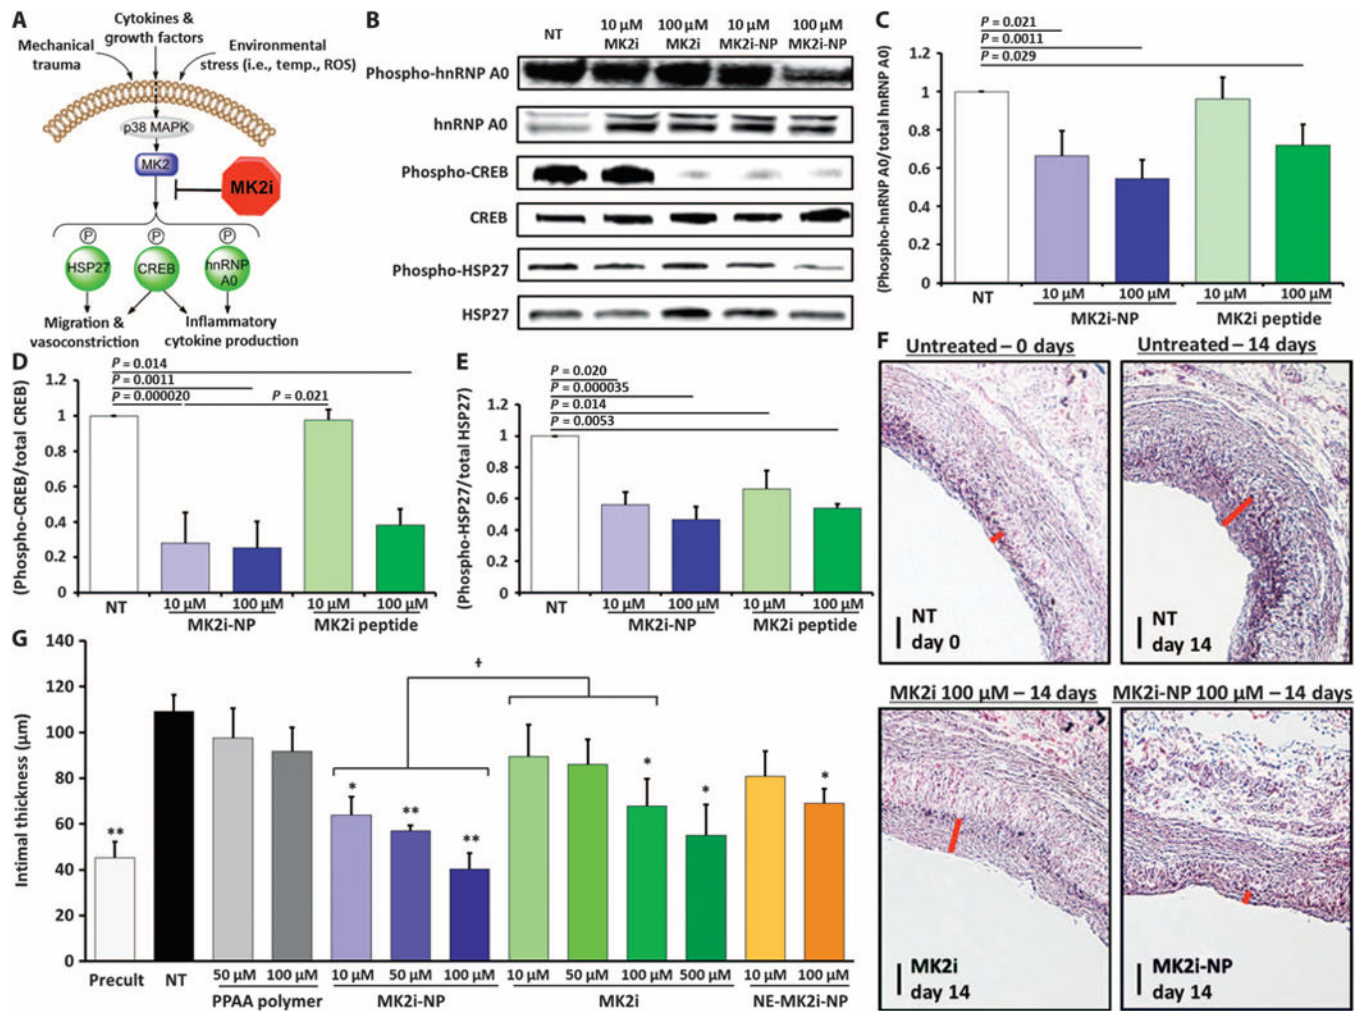 A
Cytokines &
growth factors
Mechanical
trauma
Environmental
stress (i.e., temp., ROS)
p38 MAPK
MK2
MK2i
P
P
P
HSP27
CREB
hnRNP
A0
Migration &
vasoconstriction
Inflammatory
cytokine production
B
NT
10 µM
MK2i
100 µM
MK2i
10 µM
MK2i-NP
100 µM
MK2i-NP
Phospho-hnRNP A0
hnRNP A0
Phospho-CREB
CREB
Phospho-HSP27
HSP27
C
P = 0.021
P = 0.0011
P = 0.029
(Phospho-hnRNP A0/total hnRNP A0)
1.2
1
0.8
0.6
0.4
0.2
0
NT
10 µM
100 µM
10 µM
100 µM
MK2i-NP
MK2i peptide
D
P = 0.014
P = 0.0011
P = 0.000020
P = 0.021
(Phospho-CREB/total CREB)
1.2
1
0.8
0.6
0.4
0.2
0
NT
10 µM
100 µM
10 µM
100 µM
MK2i-NP
MK2i peptide
E
P = 0.020
P = 0.000035
P = 0.014
P = 0.0053
(Phospho-HSP27/total HSP27)
1.2
1
0.8
0.6
0.4
0.2
0
NT
10 µM
100 µM
10 µM
100 µM
MK2i-NP
MK2i peptide
F
Untreated – 0 days
Untreated – 14 days
NT
day 0
NT
day 14
MK2i 100 µM – 14 days
MK2i-NP 100 µM – 14 days
MK2i
day 14
MK2i-NP
day 14
G
Intimal thickness (µm)
140
120
100
80
60
40
20
0
**
*
**
**
†
*
*
*
Precult
NT
50 µM
100 µM
10 µM
50 µM
100 µM
10 µM
50 µM
100 µM
500 µM
10 µM
100 µM
PPAA polymer
MK2i-NP
MK2i
NE-MK2i-NP